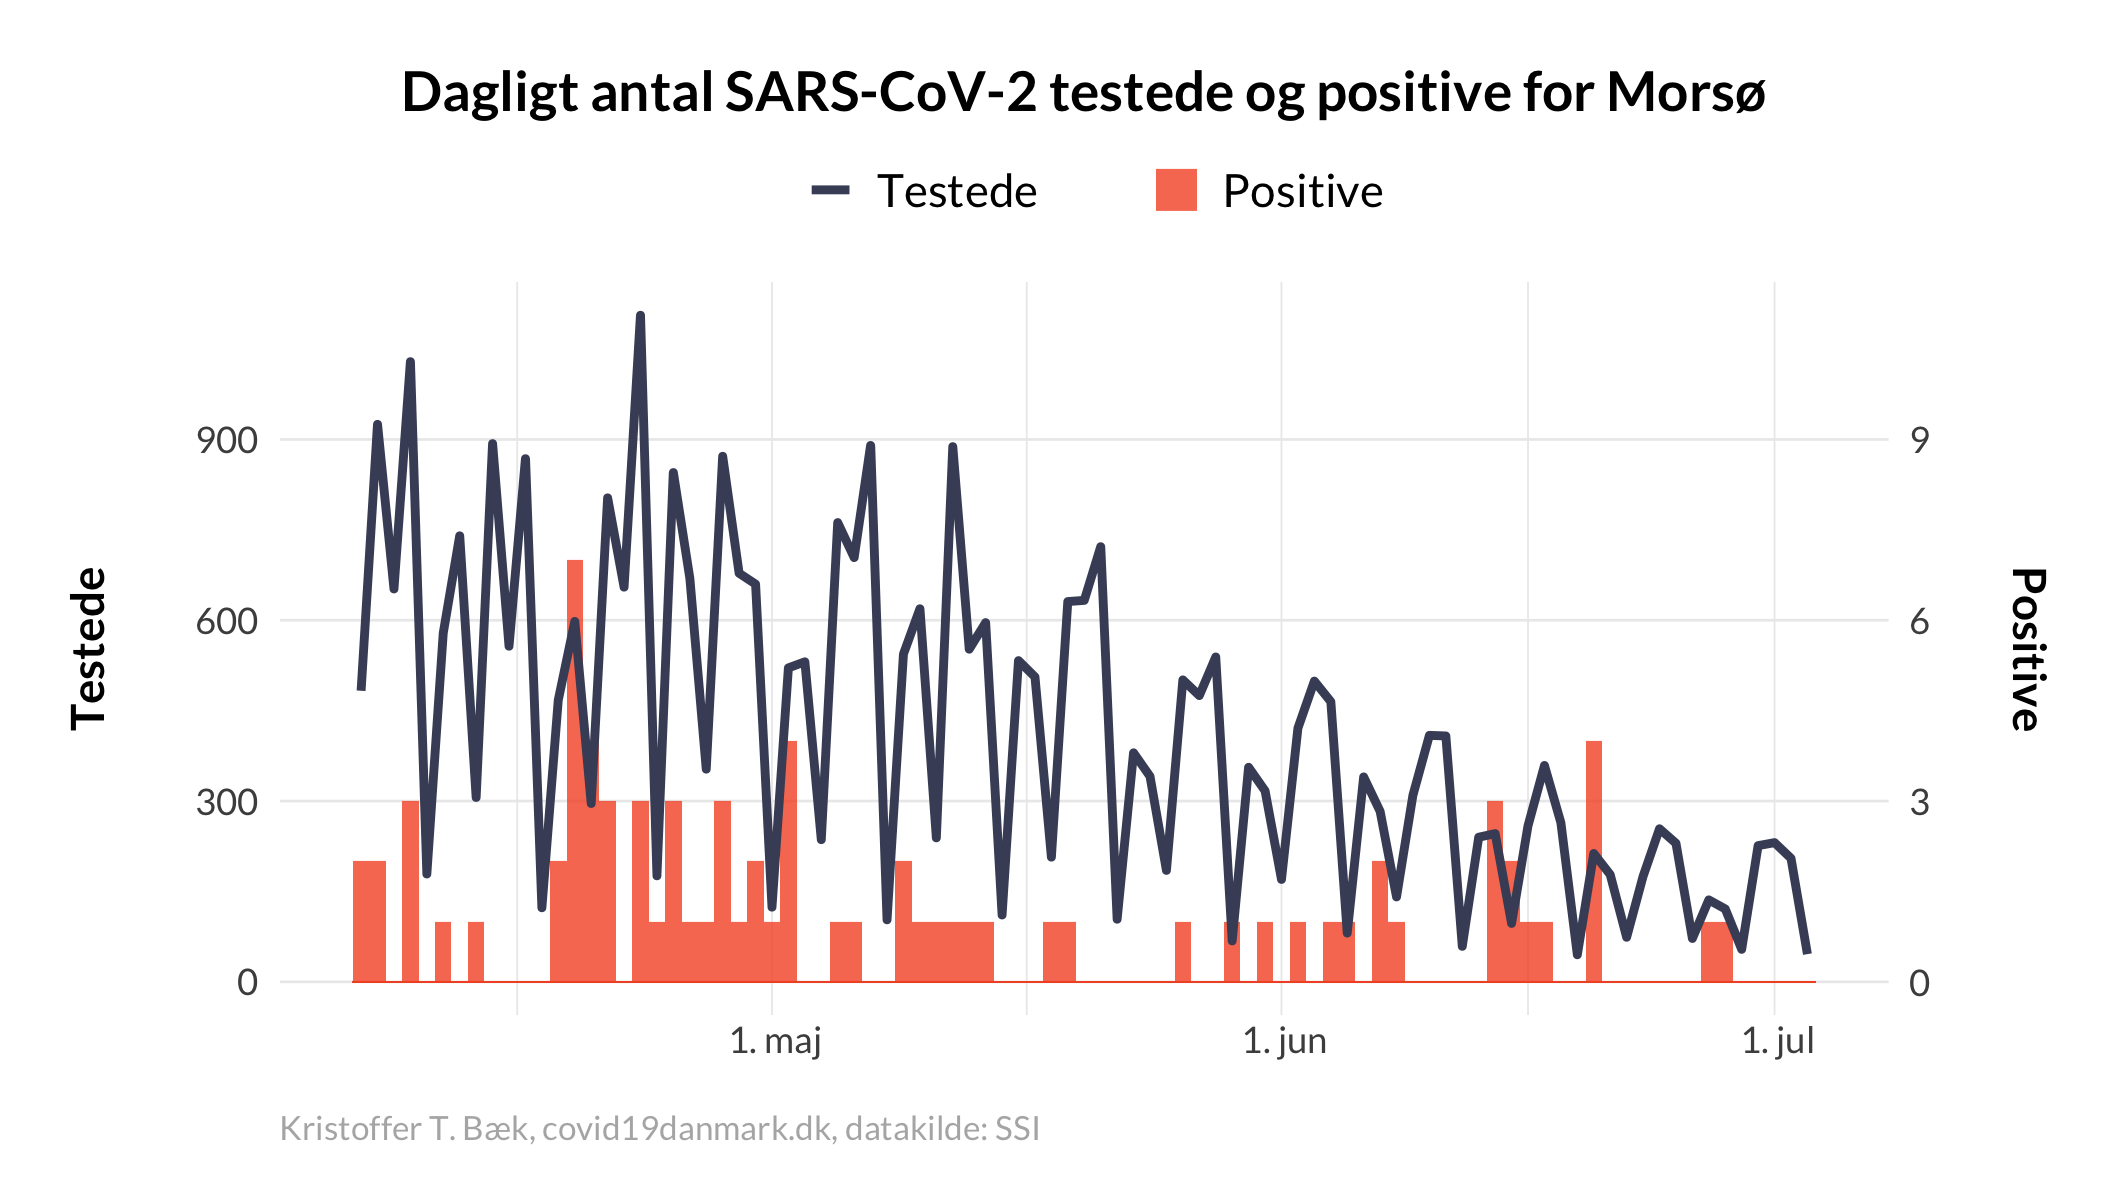 Dagligt antal SARS-CoV-2 testede og positive for Morsø
Testede
Positive
Testede
900
600
300
0
9
6
3
0
Positive
1. maj
1. jun
1. jul
Kristoffer T. Bæk, covid19danmark.dk, datakilde: SSI